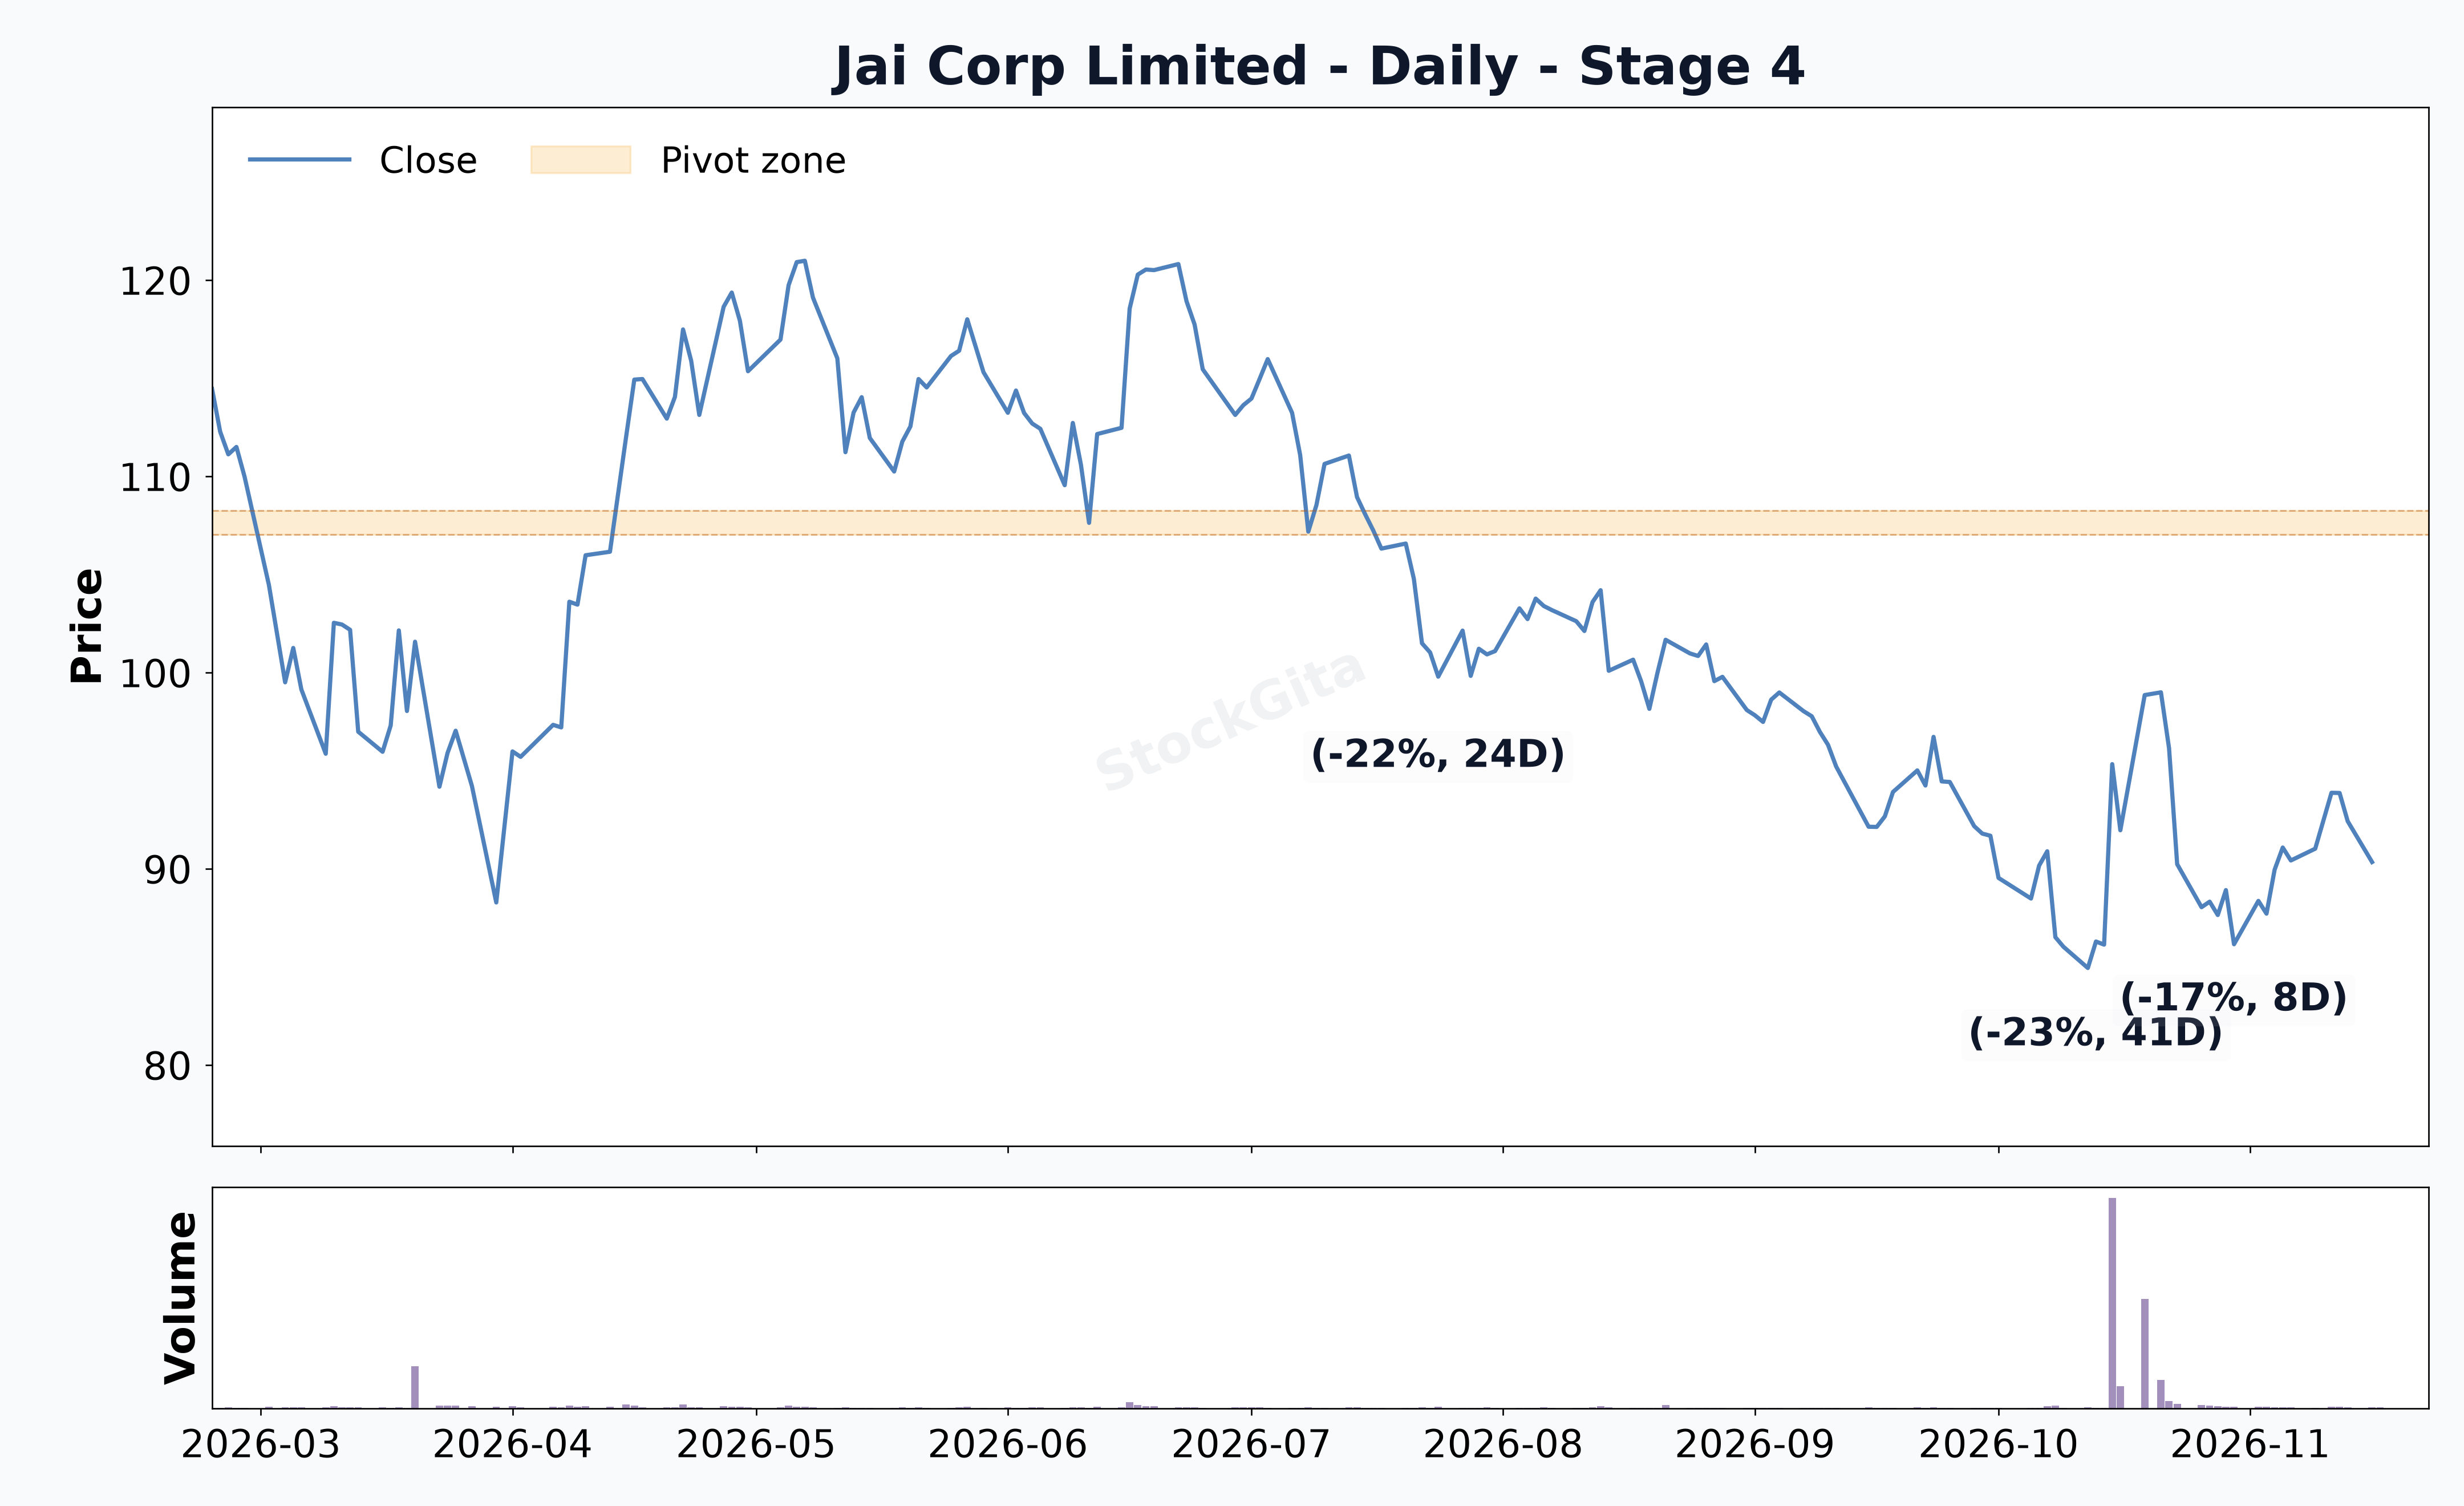 Jai Corp Limited - Daily - Stage 4
Close
Pivot zone
120
110
100
90
80
Price
StockGita
(-22%, 24D)
(-17%, 8D)
(-23%, 41D)
Volume
2026-03
2026-04
2026-05
2026-06
2026-07
2026-08
2026-09
2026-10
2026-11